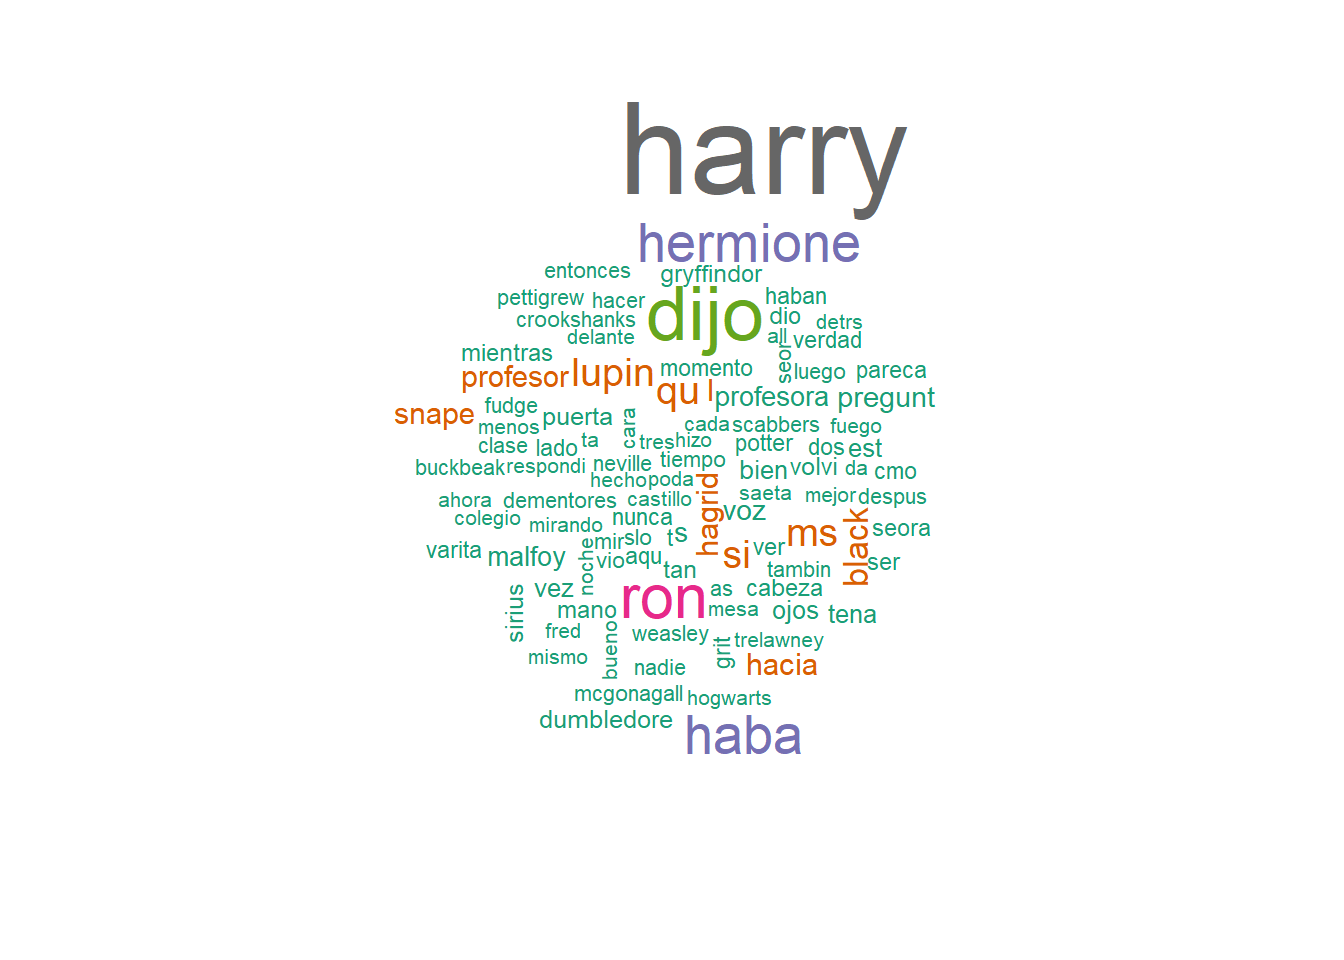 harry
hermione
entonces
gryffindor
pettigrew
hacer
dijo
haban
crookshanks
dio
detrs
delante
all
verdad
mientras
seor
profesor
lupin
momento
luego
pareca
qu
l
profesora
pregunt
snape
fudge
puerta
cara
cada
scabbers
fuego
menos
clase
lado
ta
tres
hizo
potter
dos
est
buckbeak
respondi
neville
tiempo
bien
volvi
da
cmo
hecho
poda
hagrid
ahora
dementores
castillo
saeta
mejor
despus
colegio
mirando
nunca
voz
black
seora
varita
malfoy
noche
mir
slo
t
s
si
ver
ms
vio
aqu
tan
tambin
ser
sirius
vez
mano
ron
as
cabeza
mesa
ojos
tena
fred
bueno
weasley
grit
trelawney
mismo
nadie
hacia
mcgonagall
hogwarts
dumbledore
haba